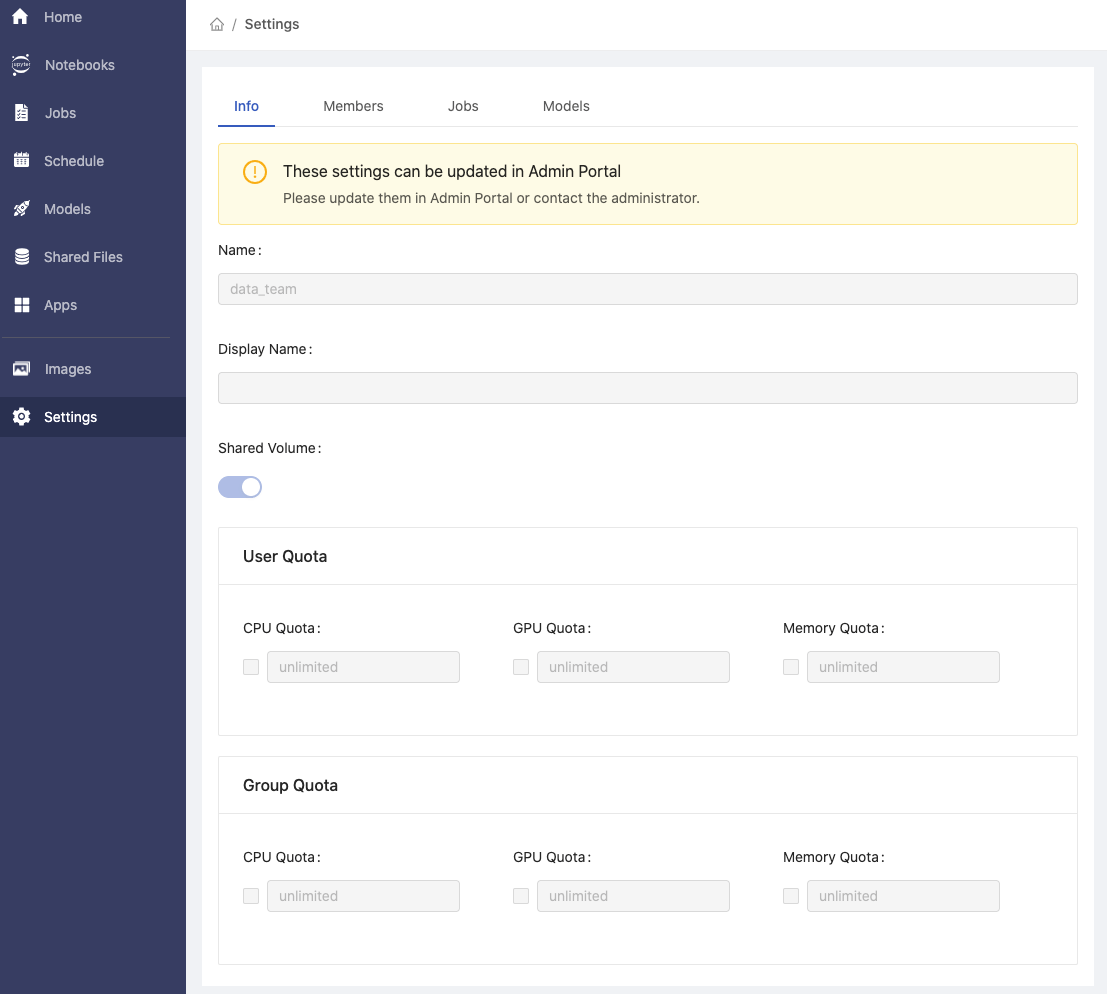 Home
Notebooks
Jobs
Schedule
Models
Shared Files
Apps
Images
Settings
/ Settings
Info Members Jobs Models
These settings can be updated in Admin Portal
Please update them in Admin Portal or contact the administrator.
Name:
data_team
Display Name:
Shared Volume:
User Quota
CPU Quota: GPU Quota: Memory Quota:
unlimited unlimited unlimited
Group Quota
CPU Quota: GPU Quota: Memory Quota:
unlimited unlimited unlimited